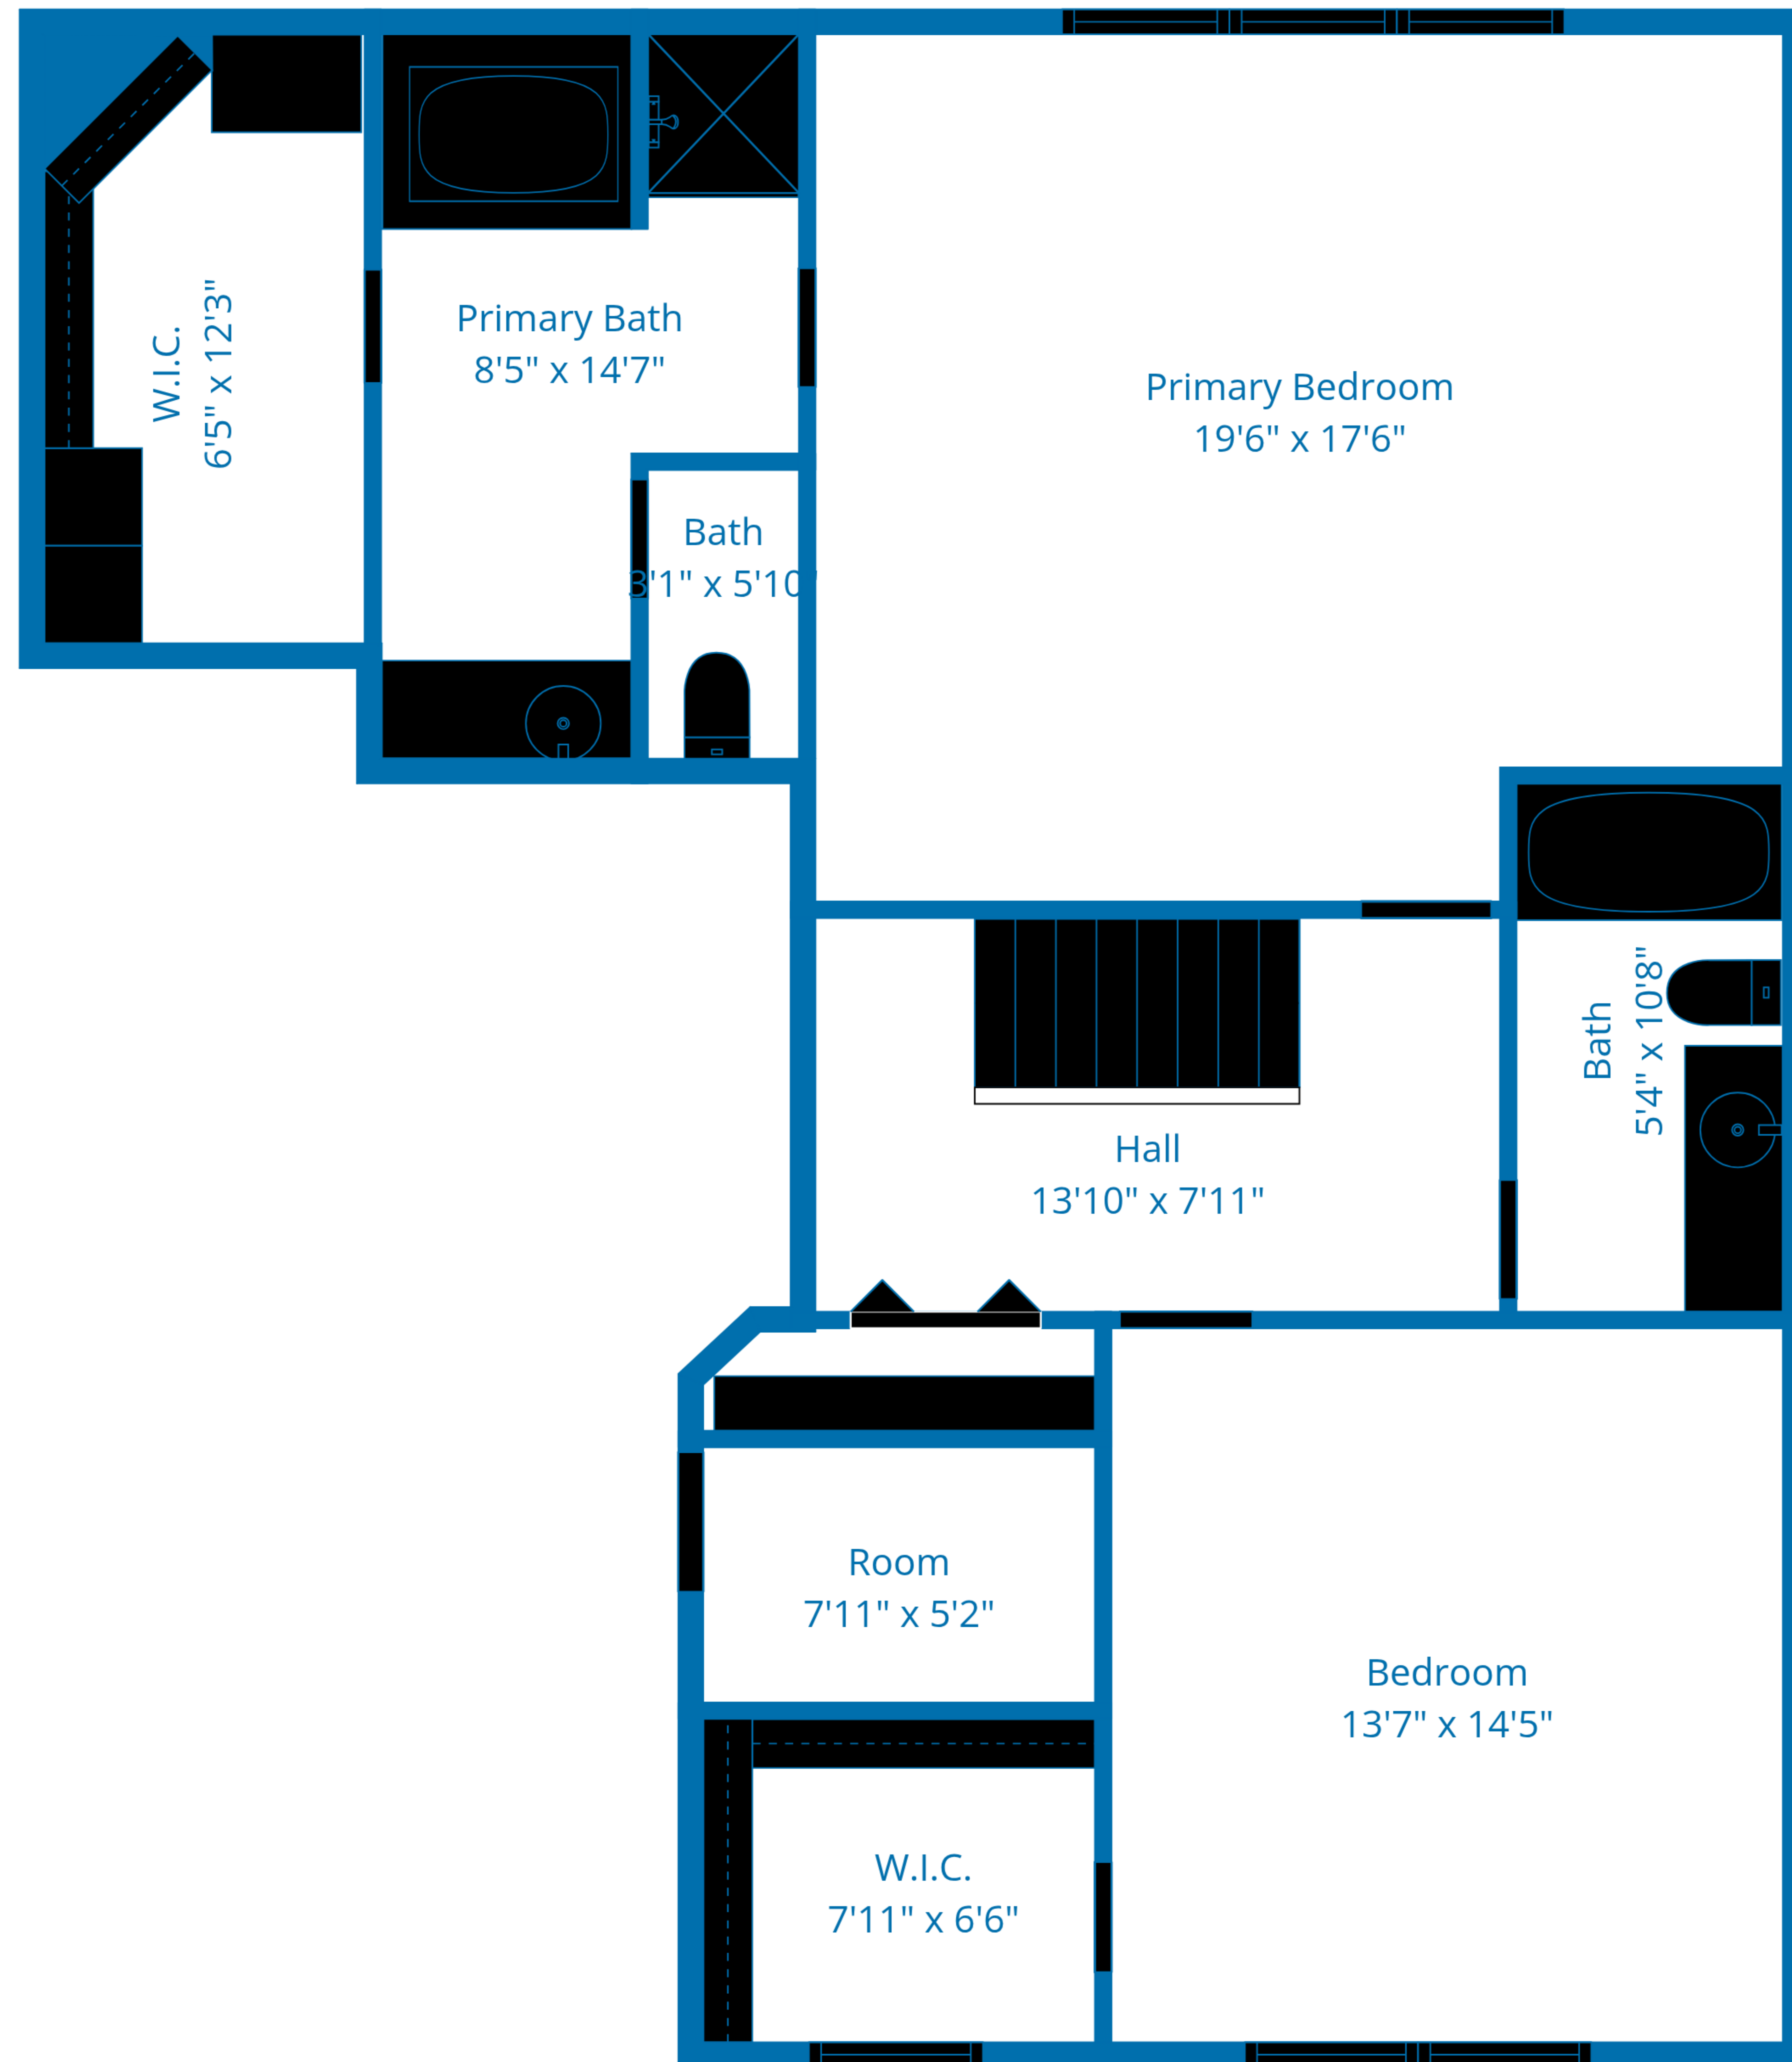 Primary Bath
8'5" x 14'7"
W.I.C.
6'5" x 12'3"
Primary Bedroom
19'6" x 17'6"
Bath
3'1" x 5'10"
Bath
5'4" x 10'8"
Hall
13'10" x 7'11"
Room
7'11" x 5'2"
Bedroom
13'7" x 14'5"
W.I.C.
7'11" x 6'6"